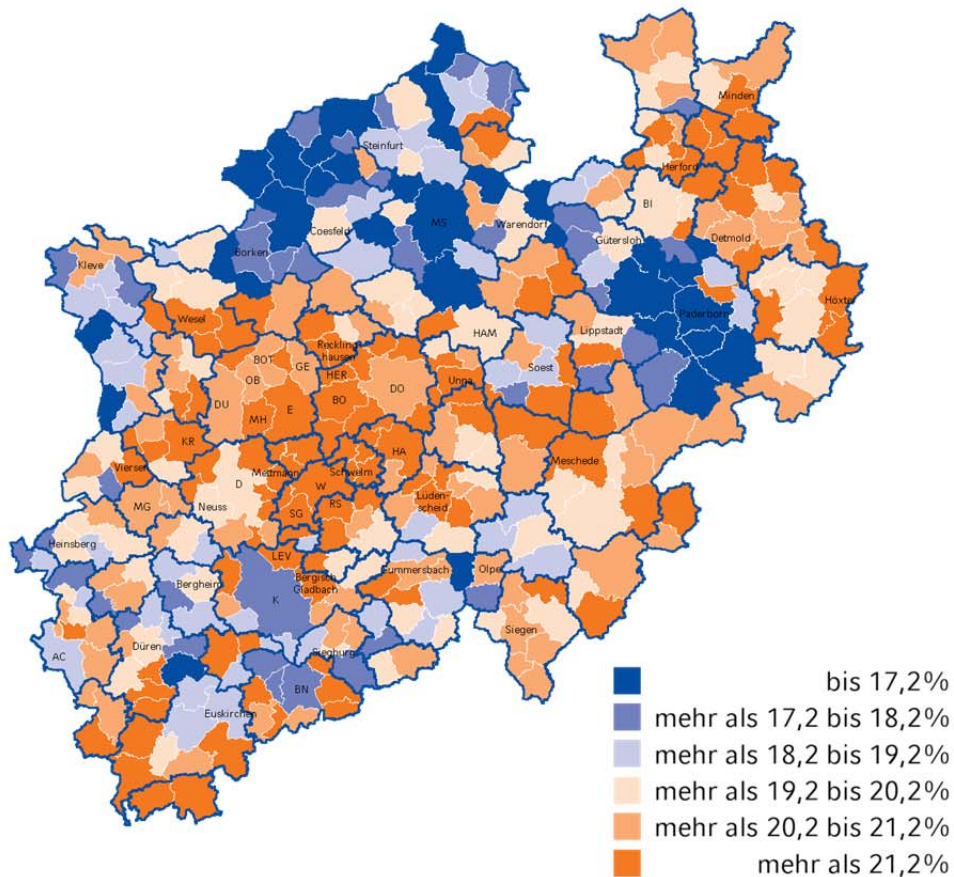 Minden
Steinfurt
Herford
MS
BI
Warendorf
Coesfeld
Gütersloh
Detmold
Borken
Kleve
Höxter
Paderborn
Wesel
HAM
Lippstadt
Reckling
hausen
BOT
GE
Soest
OB
HER
Unna
DO
DU
BO
E
MH
KR
HA
Meschede
Viersen
Mettmann
Schwelm
D
W
Lüden-
scheid
MG
Neuss
SG
RS
Heinsberg
LEV
Bergheim
Bergisch
Gladbach
Gummersbach
Olpe
K
Siegen
Düren
Siegburg
AC
BN
Euskirchen
bis 17,2%
mehr als 17,2 bis 18,2%
mehr als 18,2 bis 19,2%
mehr als 19,2 bis 20,2%
mehr als 20,2 bis 21,2%
mehr als 21,2%